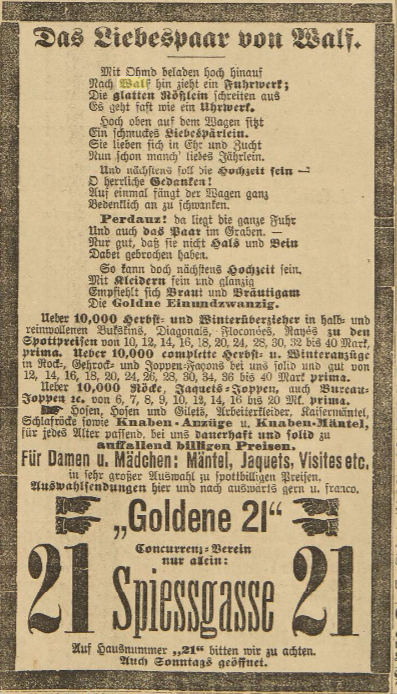 Das Liebespaar von Walf.
Mit Ohmd beladen hoch hinauf
Nach Walf hin zieht ein Fuhrwerk;
Die glatten Rößlein schreiten aus
Es geht fast wie ein Uhrwerk.
Hoch oben auf dem Wagen sitzt
Ein schmuckes Liebespärlein.
Sie lieben sich in Ehr und Zucht
Nun schon manch' liebes Jährlein.
Und nächstens soll die Hochzeit sein —
O herrliche Gedanken!
Auf einmal fängt der Wagen ganz
Bedenklich an zu schwanken.
Perdauz! da liegt die ganze Fuhr
Und auch das Paar im Graben. —
Nur gut, daß sie nicht Hals und Bein
Dabei gebrochen haben.
So kann doch nächstens Hochzeit sein.
Mit Kleidern fein und glanzig
Empfiehlt sich Braut und Bräutigam
Die Goldne Einundzwanzig.
Ueber 10,000 Herbst- und Winterüberzieher in halb- und
reinwollenen Bukskins, Diagonals, Floconées, Rayés zu den
Spottpreisen von 10, 12, 14, 16, 18, 20, 24, 28, 30, 32 bis 40 Mark,
prima. Ueber 10,000 complette Herbst- u. Winteranzüge
in Rock-, Gehrock- und Joppen-Façons bei uns solid und gut von
12, 14, 16, 18, 20, 24, 26, 28, 30, 34, 36 bis 40 Mark prima.
Ueber 10,000 Röcke, Jaquets-Joppen, auch Bureau-
Joppen ꝛc. von 6, 7, 8, 9, 10, 12, 14, 16 bis 20 Mk. prima.
Hosen, Hosen und Gilets, Arbeiterkleider, Kaisermäntel,
Schlafröcke sowie Knaben-Anzüge u. Knaben-Mäntel,
für jedes Alter passend, bei uns dauerhaft und solid zu
auffallend billigen Preisen.
Für Damen u. Mädchen: Mäntel, Jaquets, Visites etc.
in sehr großer Auswahl zu spottbilligen Preisen.
Auswahlsendungen hier und nach auswärts gern u. franco.
„Goldene 21“
Concurrenz-Verein
nur allein:
21 Spiessgasse 21
Auf Hausnummer „21“ bitten wir zu achten.
Auch Sonntags geöffnet.